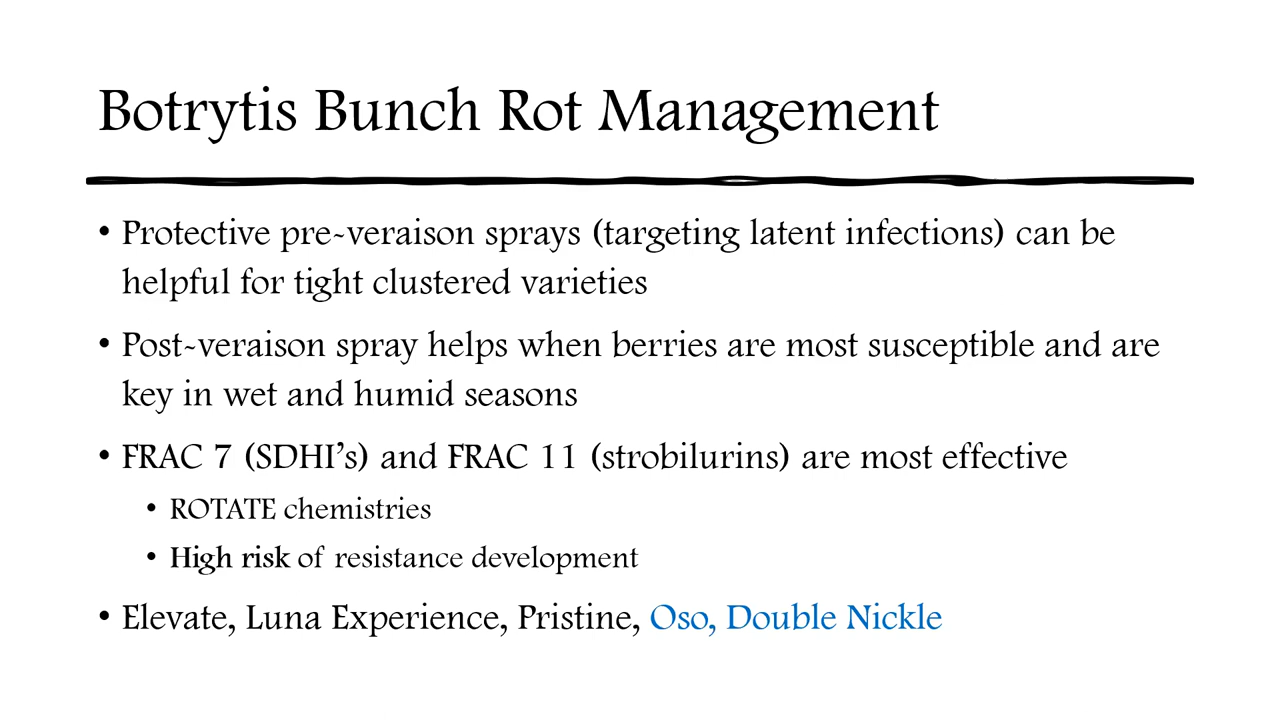 Botrytis Bunch Rot Management
• Protective pre-veraison sprays (targeting latent infections) can be
helpful for tight clustered varieties
• Post-veraison spray helps when berries are most susceptible and are
key in wet and humid seasons
• FRAC 7 (SDHI’s) and FRAC 11 (strobilurins) are most effective
• ROTATE chemistries
• High risk of resistance development
• Elevate, Luna Experience, Pristine, Oso, Double Nickle